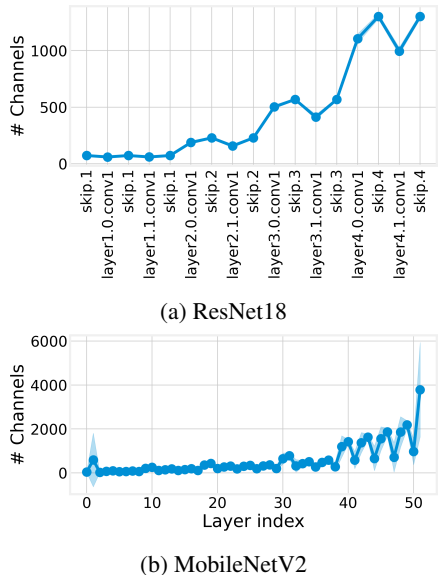 # Channels
1000
500
0
skip.1
layer1.0.conv1
skip.1
layer1.1.conv1
skip.1
layer2.0.conv1
skip.2
layer2.1.conv1
skip.2
layer3.0.conv1
skip.3
layer3.1.conv1
skip.3
layer4.0.conv1
skip.4
layer4.1.conv1
skip.4
(a) ResNet18
# Channels
6000
4000
2000
0
0 10 20 30 40 50
Layer index
(b) MobileNetV2